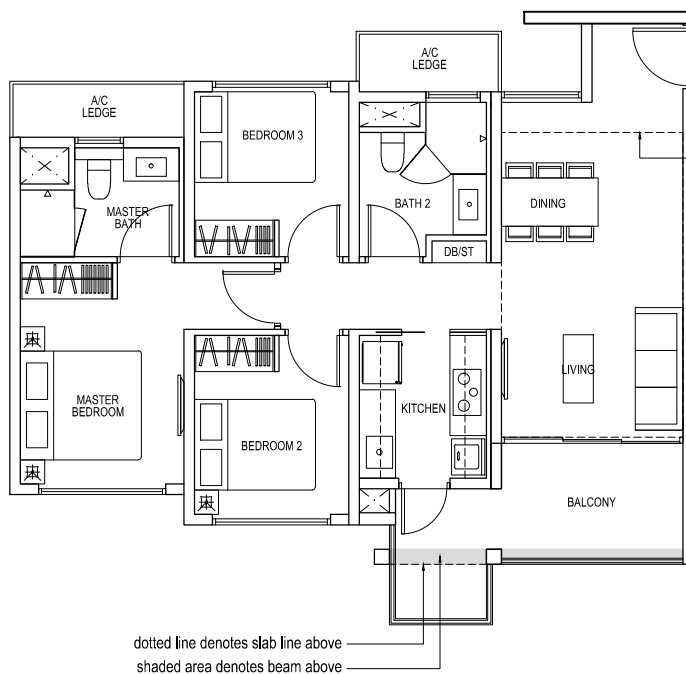 A/C
LEDGE
A/C
LEDGE
BEDROOM 3
MASTER
BATH
BATH 2
DINING
DB/ST
LIVING
MASTER
BEDROOM
KITCHEN
BEDROOM 2
BALCONY
dotted line denotes slab line above
shaded area denotes beam above